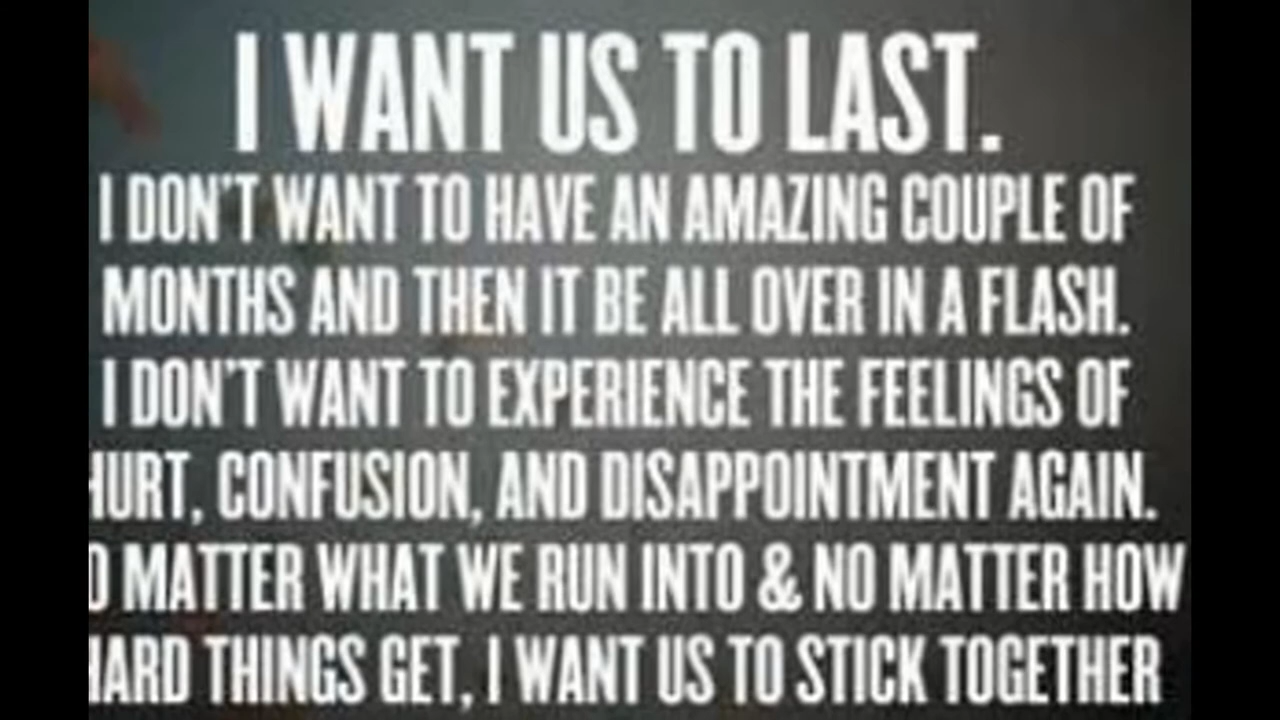 I WANT US TO LAST.
I DON'T WANT TO HAVE AN AMAZING COUPLE OF
MONTHS AND THEN IT BE ALL OVER IN A FLASH.
I DON'T WANT TO EXPERIENCE THE FEELINGS OF
HURT, CONFUSION, AND DISAPPOINTMENT AGAIN.
O MATTER WHAT WE RUN INTO & NO MATTER HOW
HARD THINGS GET, I WANT US TO STICK TOGETHER